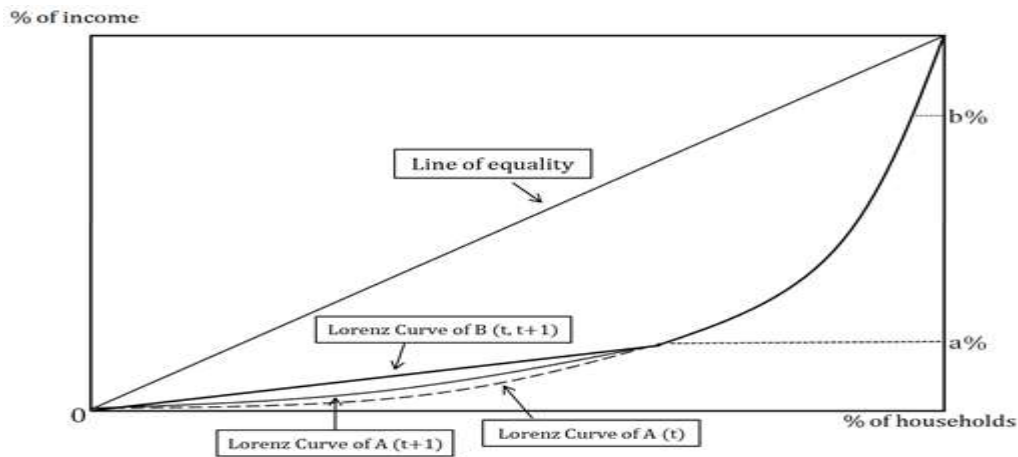 % of income
b%
Line of equality
Lorenz Curve of B (t, t+1)
a%
0
% of households
Lorenz Curve of A (t+1)
Lorenz Curve of A (t)